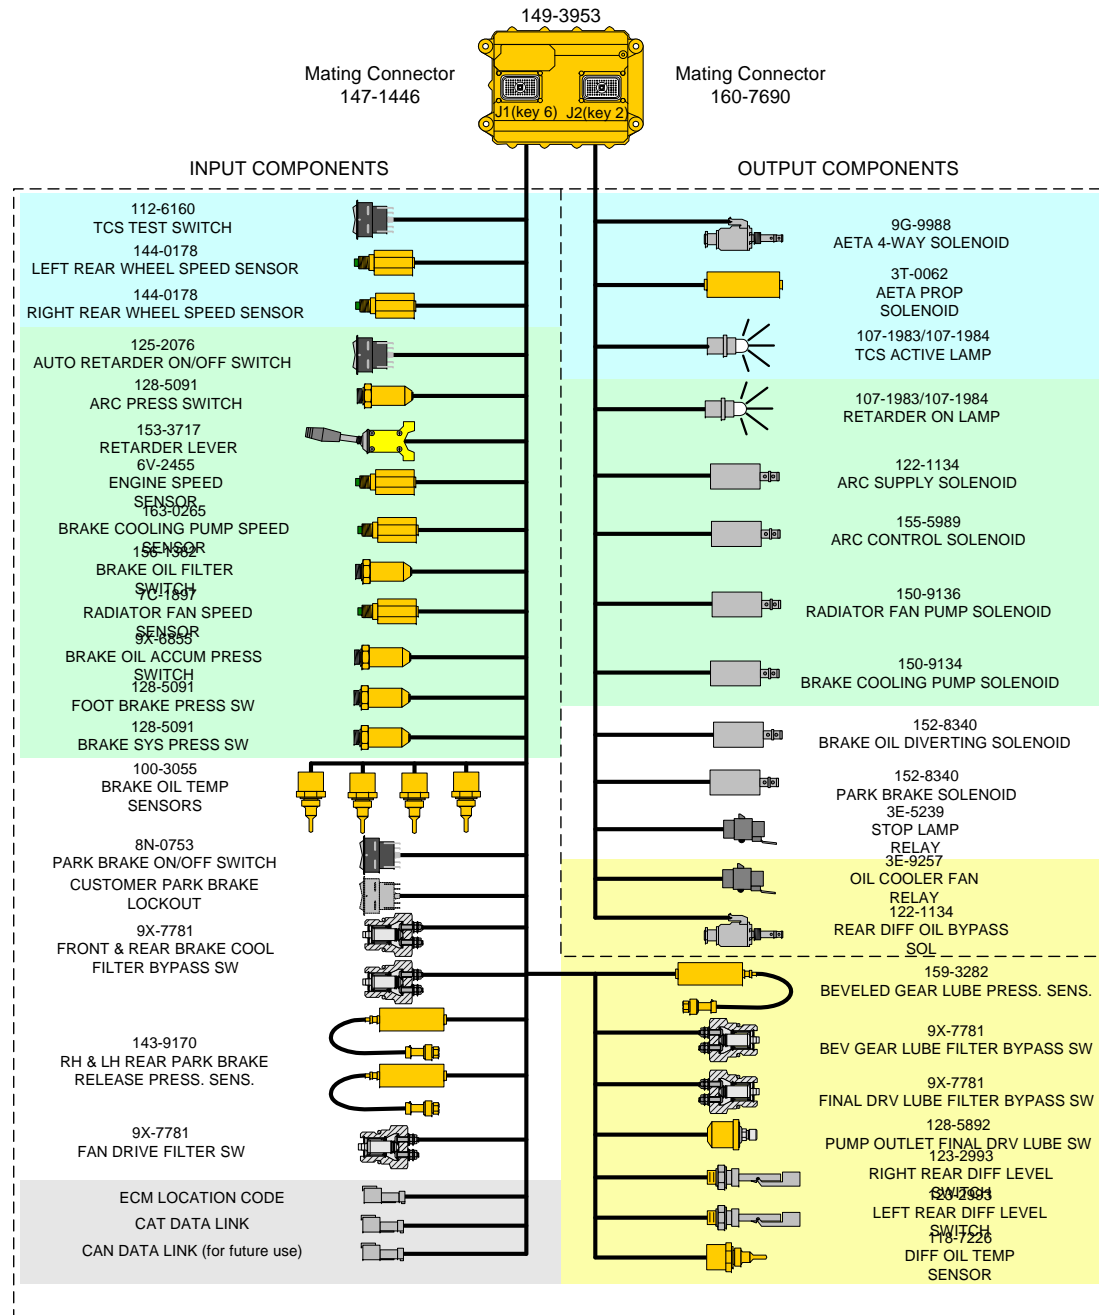 149-3953
Mating Connector
147-1446
Mating Connector
160-7690
J1(key 6)
J2(key 2)
INPUT COMPONENTS
OUTPUT COMPONENTS
112-6160
TCS TEST SWITCH
144-0178
LEFT REAR WHEEL SPEED SENSOR
144-0178
RIGHT REAR WHEEL SPEED SENSOR
125-2076
AUTO RETARDER ON/OFF SWITCH
128-5091
ARC PRESS SWITCH
153-3717
RETARDER LEVER
6V-2455
ENGINE SPEED
SENSOR
163-0265
BRAKE COOLING PUMP SPEED
SENSOR
156-1382
BRAKE OIL FILTER
SWITCH
7C-1897
RADIATOR FAN SPEED
SENSOR
9X-6855
BRAKE OIL ACCUM PRESS
SWITCH
128-5091
FOOT BRAKE PRESS SW
128-5091
BRAKE SYS PRESS SW
100-3055
BRAKE OIL TEMP
SENSORS
8N-0753
PARK BRAKE ON/OFF SWITCH
CUSTOMER PARK BRAKE
LOCKOUT
9X-7781
FRONT & REAR BRAKE COOL
FILTER BYPASS SW
143-9170
RH & LH REAR PARK BRAKE
RELEASE PRESS. SENS.
9X-7781
FAN DRIVE FILTER SW
ECM LOCATION CODE
CAT DATA LINK
CAN DATA LINK (for future use)
9G-9988
AETA 4-WAY SOLENOID
3T-0062
AETA PROP
SOLENOID
107-1983/107-1984
TCS ACTIVE LAMP
107-1983/107-1984
RETARDER ON LAMP
122-1134
ARC SUPPLY SOLENOID
155-5989
ARC CONTROL SOLENOID
150-9136
RADIATOR FAN PUMP SOLENOID
150-9134
BRAKE COOLING PUMP SOLENOID
152-8340
BRAKE OIL DIVERTING SOLENOID
152-8340
PARK BRAKE SOLENOID
3E-5239
STOP LAMP
RELAY
3E-9257
OIL COOLER FAN
RELAY
122-1134
REAR DIFF OIL BYPASS
SOL
159-3282
BEVELED GEAR LUBE PRESS. SENS.
9X-7781
BEV GEAR LUBE FILTER BYPASS SW
9X-7781
FINAL DRV LUBE FILTER BYPASS SW
128-5892
PUMP OUTLET FINAL DRV LUBE SW
123-2993
RIGHT REAR DIFF LEVEL
SWITCH
123-2993
LEFT REAR DIFF LEVEL
SWITCH
118-7226
DIFF OIL TEMP
SENSOR